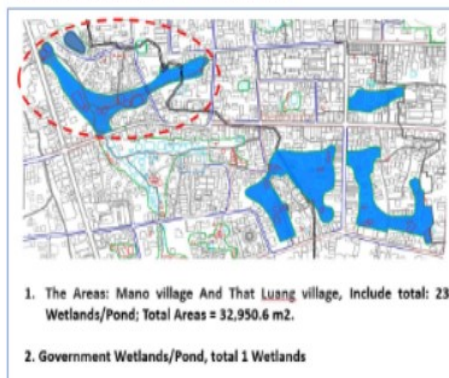 1. The Areas: Mano village And That Luang village, Include total: 23
Wetlands/Pond; Total Areas = 32,950.6 m2.
2. Government Wetlands/Pond, total 1 Wetlands